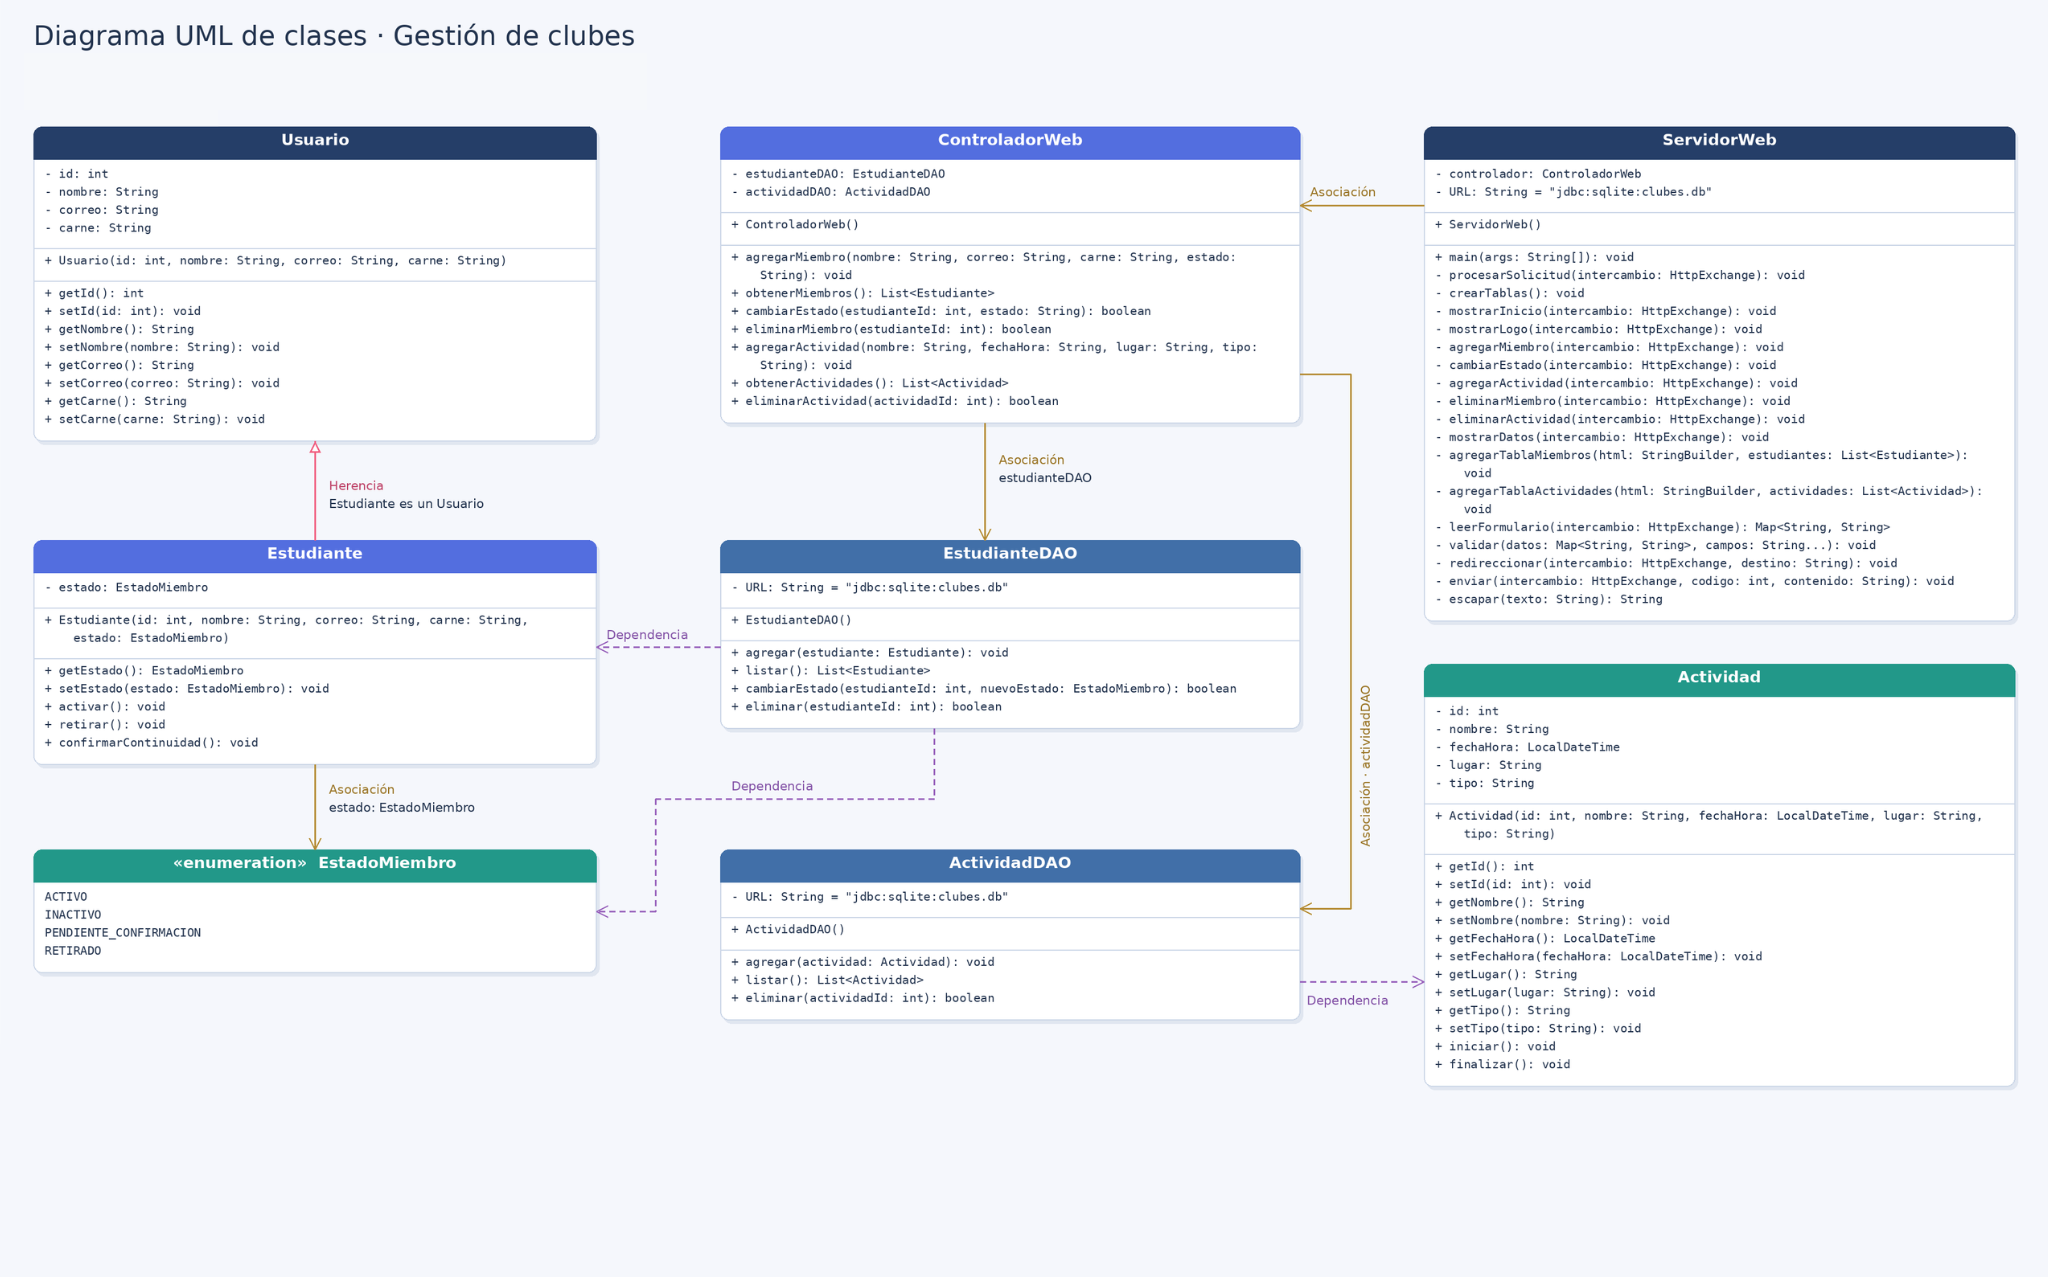 Diagrama UML de clases · Gestión de clubes
Usuario
- id: int
- nombre: String
- correo: String
- carne: String
+ Usuario(id: int, nombre: String, correo: String, carne: String)
+ getId(): int
+ setId(id: int): void
+ getNombre(): String
+ setNombre(nombre: String): void
+ getCorreo(): String
+ setCorreo(correo: String): void
+ getCarne(): String
+ setCarne(carne: String): void
Herencia
Estudiante es un Usuario
Estudiante
- estado: EstadoMiembro
+ Estudiante(id: int, nombre: String, correo: String, carne: String,
estado: EstadoMiembro)
+ getEstado(): EstadoMiembro
+ setEstado(estado: EstadoMiembro): void
+ activar(): void
+ retirar(): void
+ confirmarContinuidad(): void
Asociación
estado: EstadoMiembro
«enumeration» EstadoMiembro
ACTIVO
INACTIVO
PENDIENTE_CONFIRMACION
RETIRADO
ControladorWeb
- estudianteDAO: EstudianteDAO
- actividadDAO: ActividadDAO
+ ControladorWeb()
+ agregarMiembro(nombre: String, correo: String, carne: String, estado:
String): void
+ obtenerMiembros(): List<Estudiante>
+ cambiarEstado(estudianteId: int, estado: String): boolean
+ eliminarMiembro(estudianteId: int): boolean
+ agregarActividad(nombre: String, fechaHora: String, lugar: String, tipo:
String): void
+ obtenerActividades(): List<Actividad>
+ eliminarActividad(actividadId: int): boolean
Asociación
estudianteDAO
EstudianteDAO
- URL: String = "jdbc:sqlite:clubes.db"
+ EstudianteDAO()
+ agregar(estudiante: Estudiante): void
+ listar(): List<Estudiante>
+ cambiarEstado(estudianteId: int, nuevoEstado: EstadoMiembro): boolean
+ eliminar(estudianteId: int): boolean
Dependencia
Dependencia
ActividadDAO
- URL: String = "jdbc:sqlite:clubes.db"
+ ActividadDAO()
+ agregar(actividad: Actividad): void
+ listar(): List<Actividad>
+ eliminar(actividadId: int): boolean
Asociación
Asociación · actividadDAO
Dependencia
ServidorWeb
- controlador: ControladorWeb
- URL: String = "jdbc:sqlite:clubes.db"
+ ServidorWeb()
+ main(args: String[]): void
- procesarSolicitud(intercambio: HttpExchange): void
- crearTablas(): void
- mostrarInicio(intercambio: HttpExchange): void
- mostrarLogo(intercambio: HttpExchange): void
- agregarMiembro(intercambio: HttpExchange): void
- cambiarEstado(intercambio: HttpExchange): void
- agregarActividad(intercambio: HttpExchange): void
- eliminarMiembro(intercambio: HttpExchange): void
- eliminarActividad(intercambio: HttpExchange): void
- mostrarDatos(intercambio: HttpExchange): void
- agregarTablaMiembros(html: StringBuilder, estudiantes: List<Estudiante>):
void
- agregarTablaActividades(html: StringBuilder, actividades: List<Actividad>):
void
- leerFormulario(intercambio: HttpExchange): Map<String, String>
- validar(datos: Map<String, String>, campos: String...): void
- redireccionar(intercambio: HttpExchange, destino: String): void
- enviar(intercambio: HttpExchange, codigo: int, contenido: String): void
- escapar(texto: String): String
Actividad
- id: int
- nombre: String
- fechaHora: LocalDateTime
- lugar: String
- tipo: String
+ Actividad(id: int, nombre: String, fechaHora: LocalDateTime, lugar: String,
tipo: String)
+ getId(): int
+ setId(id: int): void
+ getNombre(): String
+ setNombre(nombre: String): void
+ getFechaHora(): LocalDateTime
+ setFechaHora(fechaHora: LocalDateTime): void
+ getLugar(): String
+ setLugar(lugar: String): void
+ getTipo(): String
+ setTipo(tipo: String): void
+ iniciar(): void
+ finalizar(): void